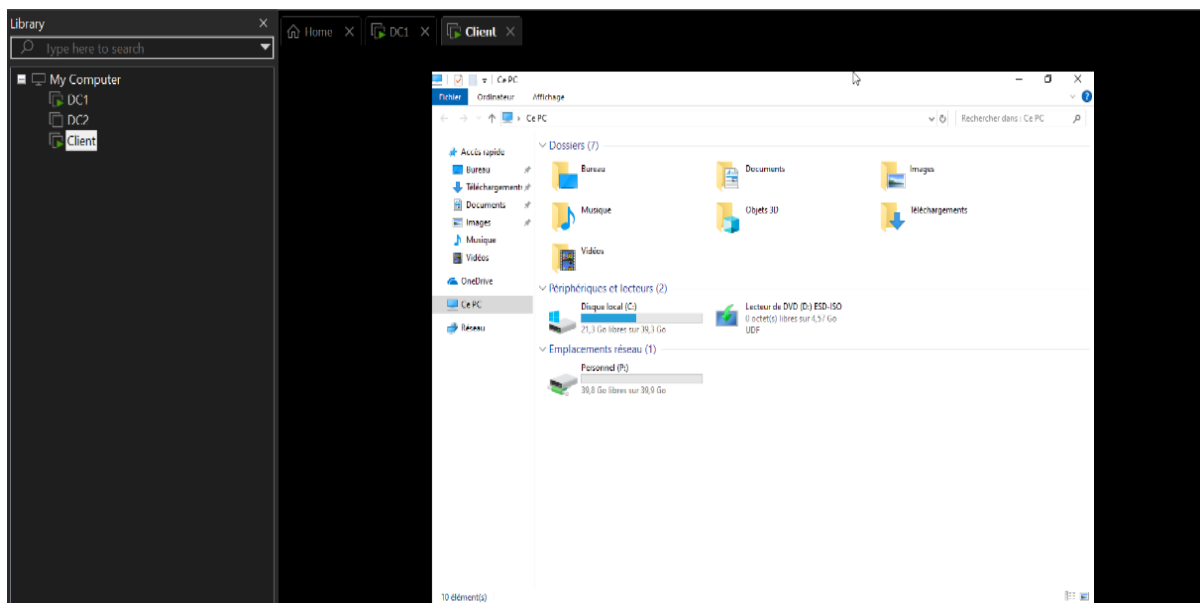 Library ×
Type here to search
My Computer
DC1
DC2
Client
Home × DC1 × Client ×
Ce PC
Fichier Ordinateur Affichage
Ce PC Rechercher dans : Ce PC
Accès rapide
Bureau
Téléchargements
Documents
Images
Musique
Vidéos
OneDrive
Ce PC
Réseau
Dossiers (7)
Bureau Documents Images
Musique Objets 3D Téléchargements
Vidéos
Périphériques et lecteurs (2)
Disque local (C:)
21,3 Go libres sur 39,3 Go
Lecteur de DVD (D:) ESD-ISO
0 octet(s) libres sur 4,57 Go
UDF
Emplacements réseau (1)
Personnel (P:)
39,8 Go libres sur 39,9 Go
10 élément(s)